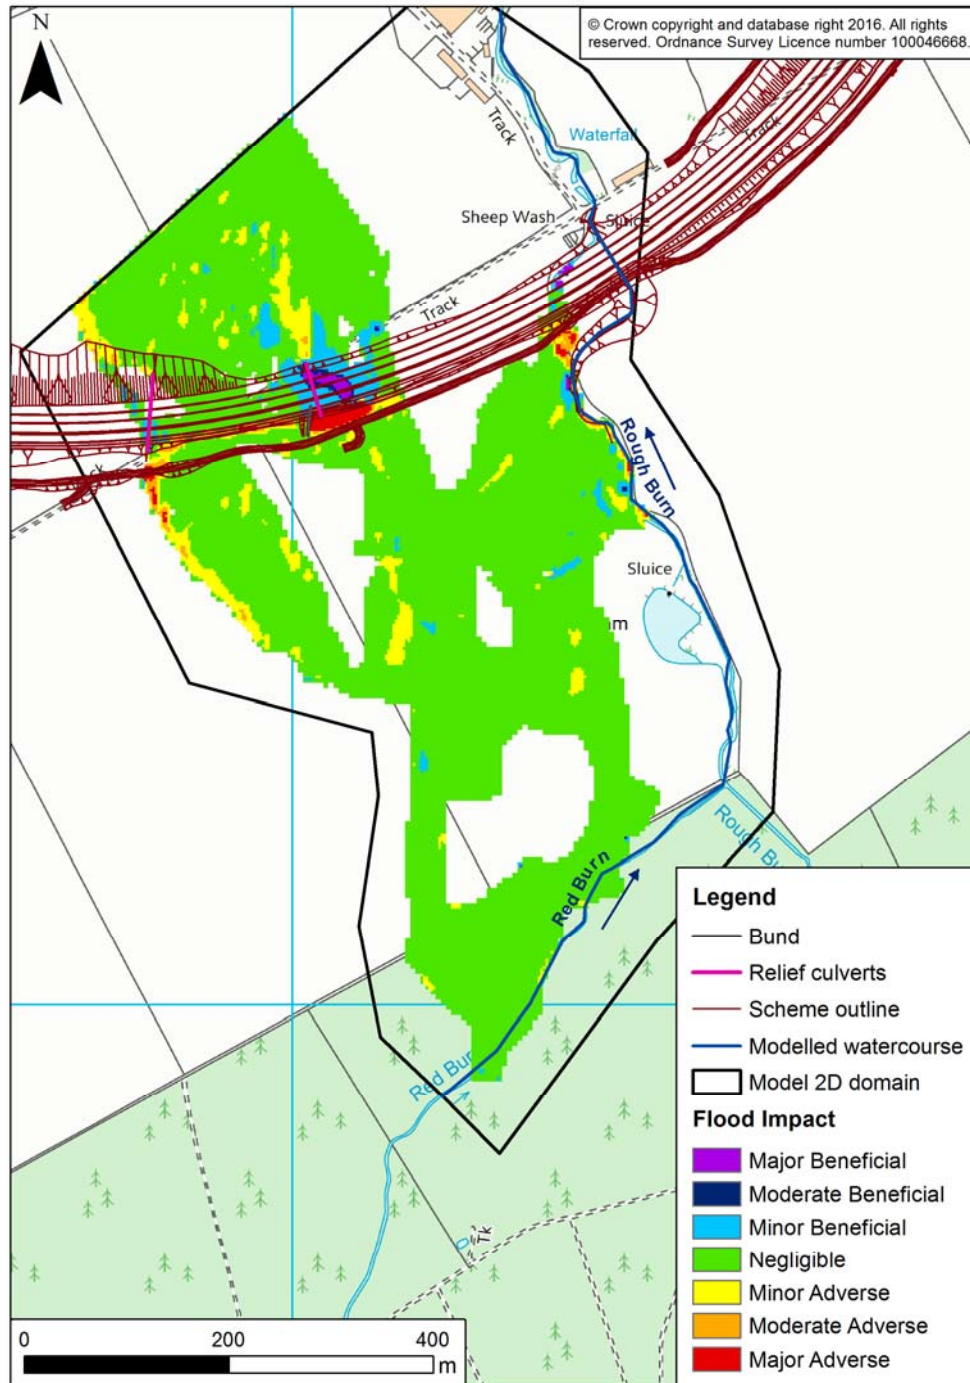 N
© Crown copyright and database right 2016. All rights
reserved. Ordnance Survey Licence number 100046668.
Track
Waterfall
Track
Sheep Wash
Sluice
Track
Rough Burn
Sluice
Rough Bu
Red Burn
Red Bur
Tk
Legend
Bund
Relief culverts
Scheme outline
Modelled watercourse
Model 2D domain
Flood Impact
Major Beneficial
Moderate Beneficial
Minor Beneficial
Negligible
Minor Adverse
Moderate Adverse
Major Adverse
0 200 400
m